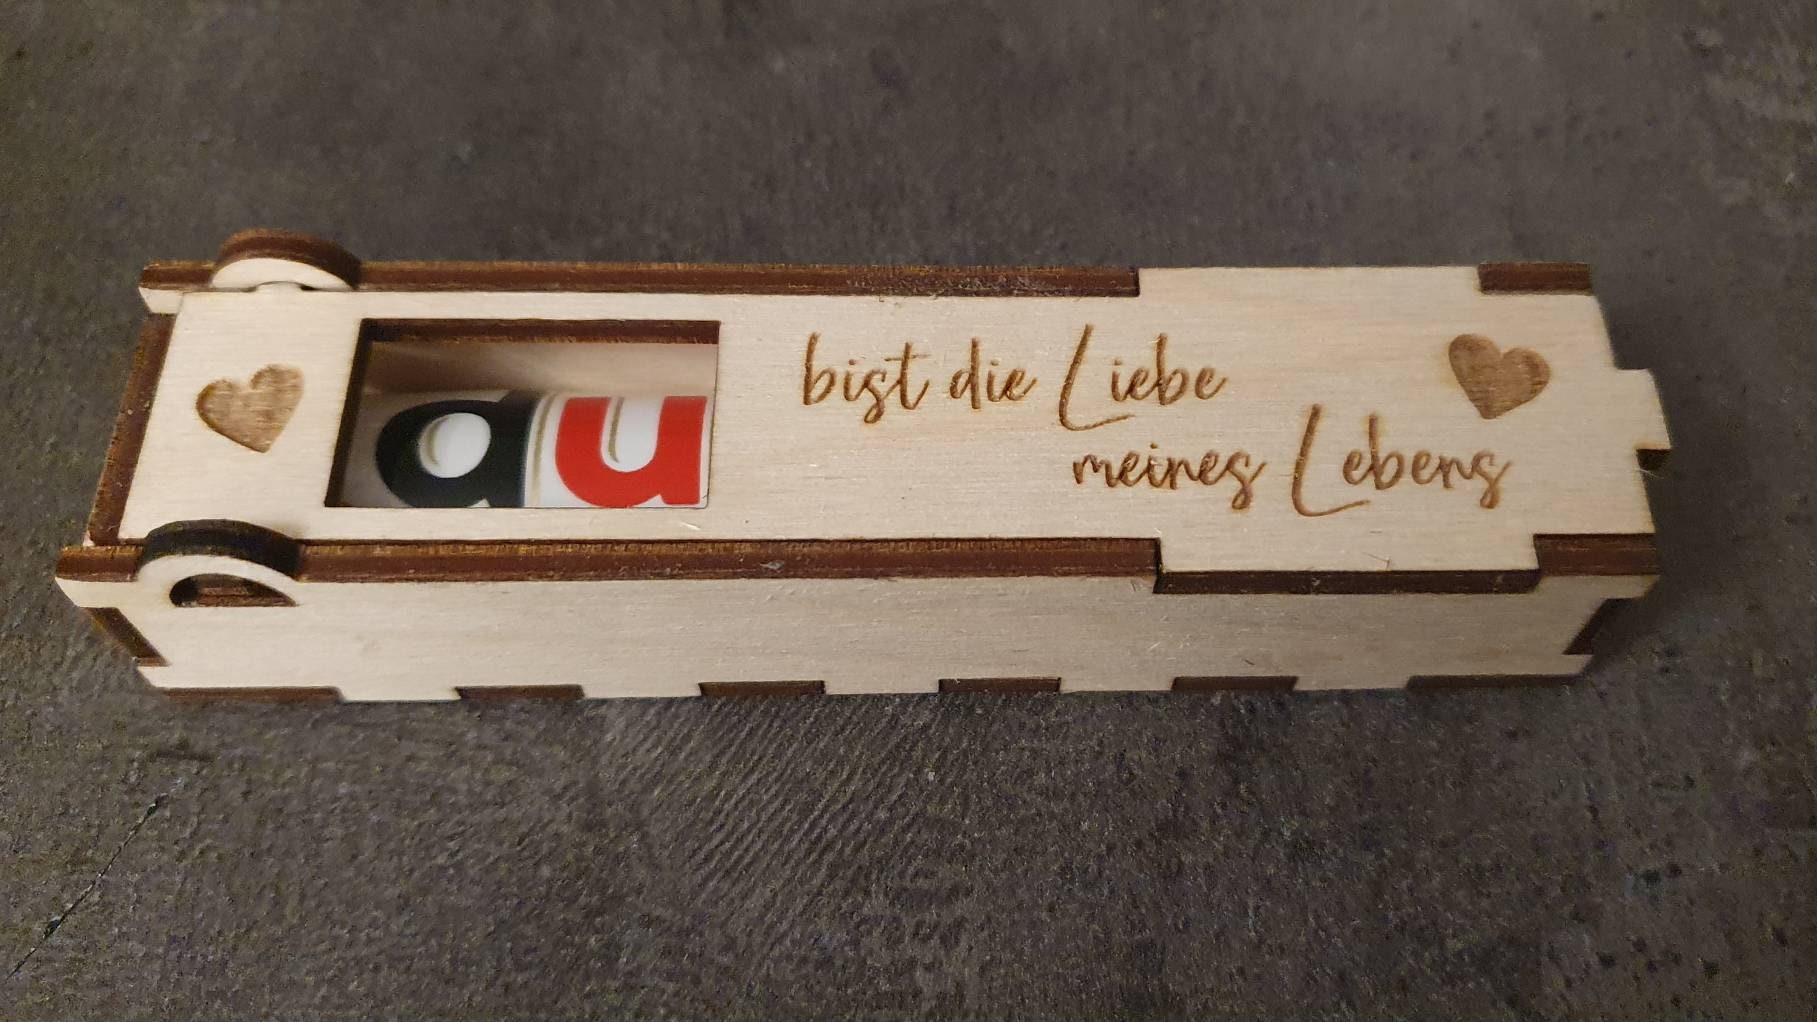 du
bist die Liebe
meines Lebens